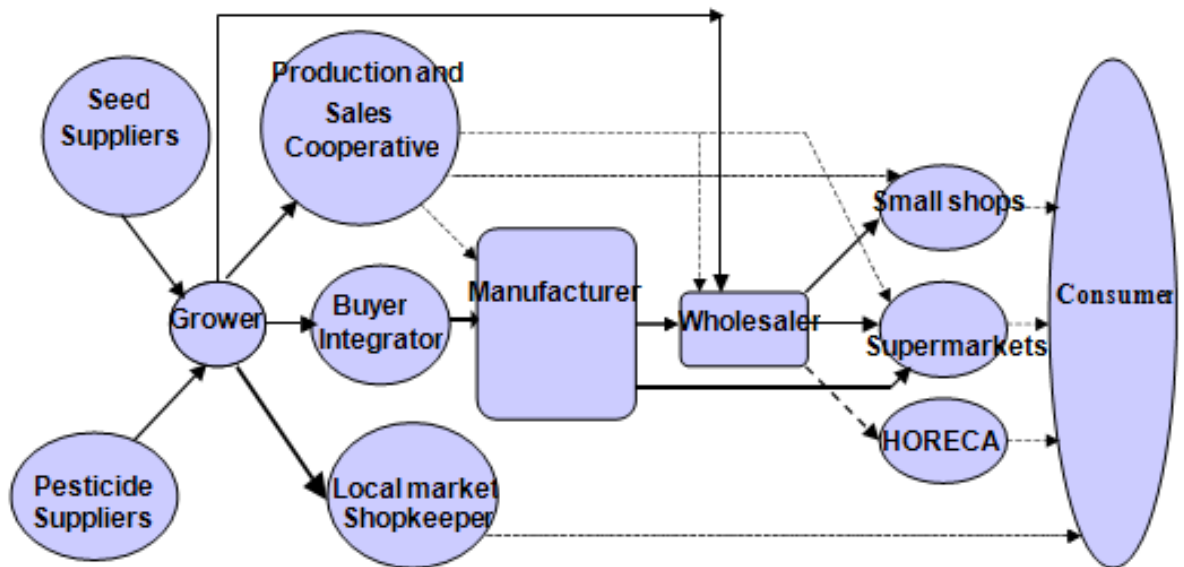 Seed
Suppliers
Production and
Sales
Cooperative
Small shops
Grower
Buyer
Integrator
Manufacturer
Wholesaler
Supermarkets
Consumer
HORECA
Pesticide
Suppliers
Local market
Shopkeeper